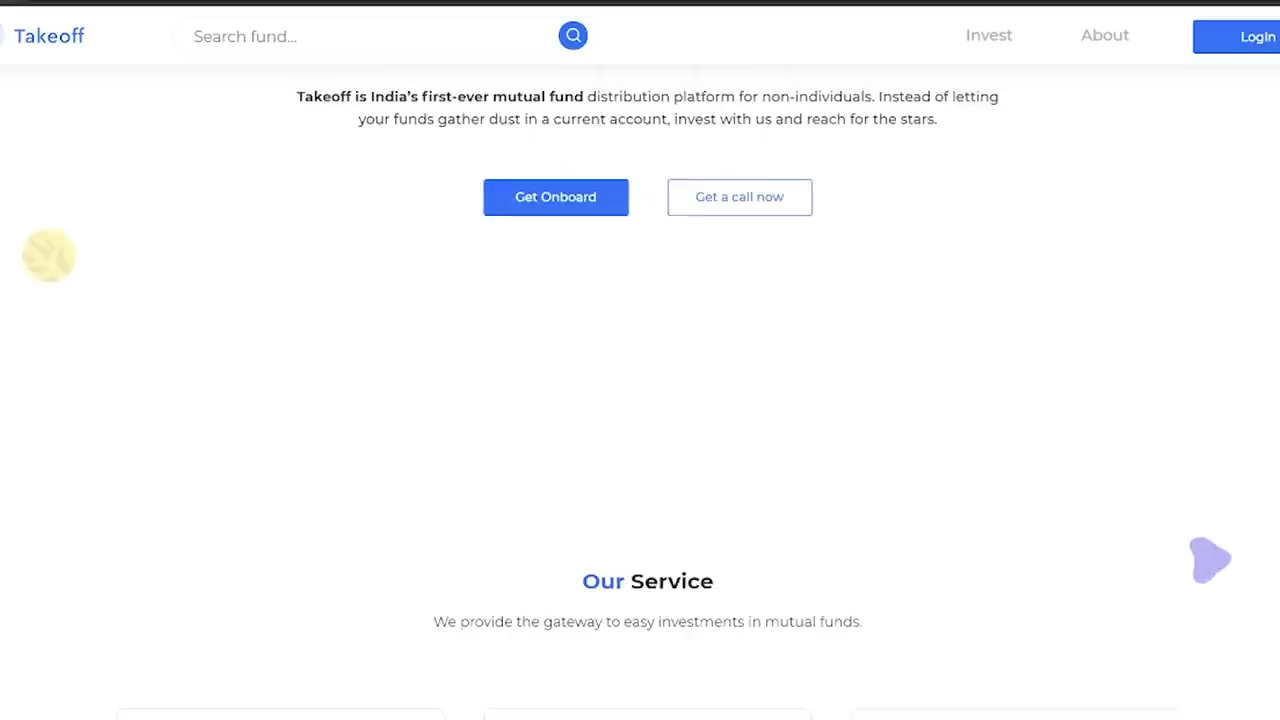 Takeoff
Search fund...
Invest
About
Login
Takeoff is India's first-ever mutual fund distribution platform for non-individuals. Instead of letting
your funds gather dust in a current account, invest with us and reach for the stars.
Get Onboard
Get a call now
Our Service
We provide the gateway to easy investments in mutual funds.